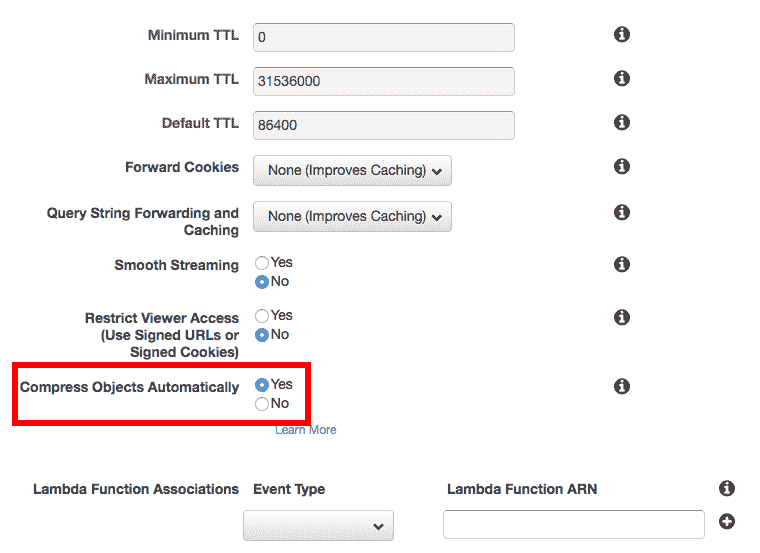 Minimum TTL 0
Maximum TTL 31536000
Default TTL 86400
Forward Cookies None (Improves Caching)
Query String Forwarding and
Caching None (Improves Caching)
Smooth Streaming Yes
No
Restrict Viewer Access
(Use Signed URLs or
Signed Cookies) Yes
No
Compress Objects Automatically Yes
No
Learn More
Lambda Function Associations Event Type Lambda Function ARN